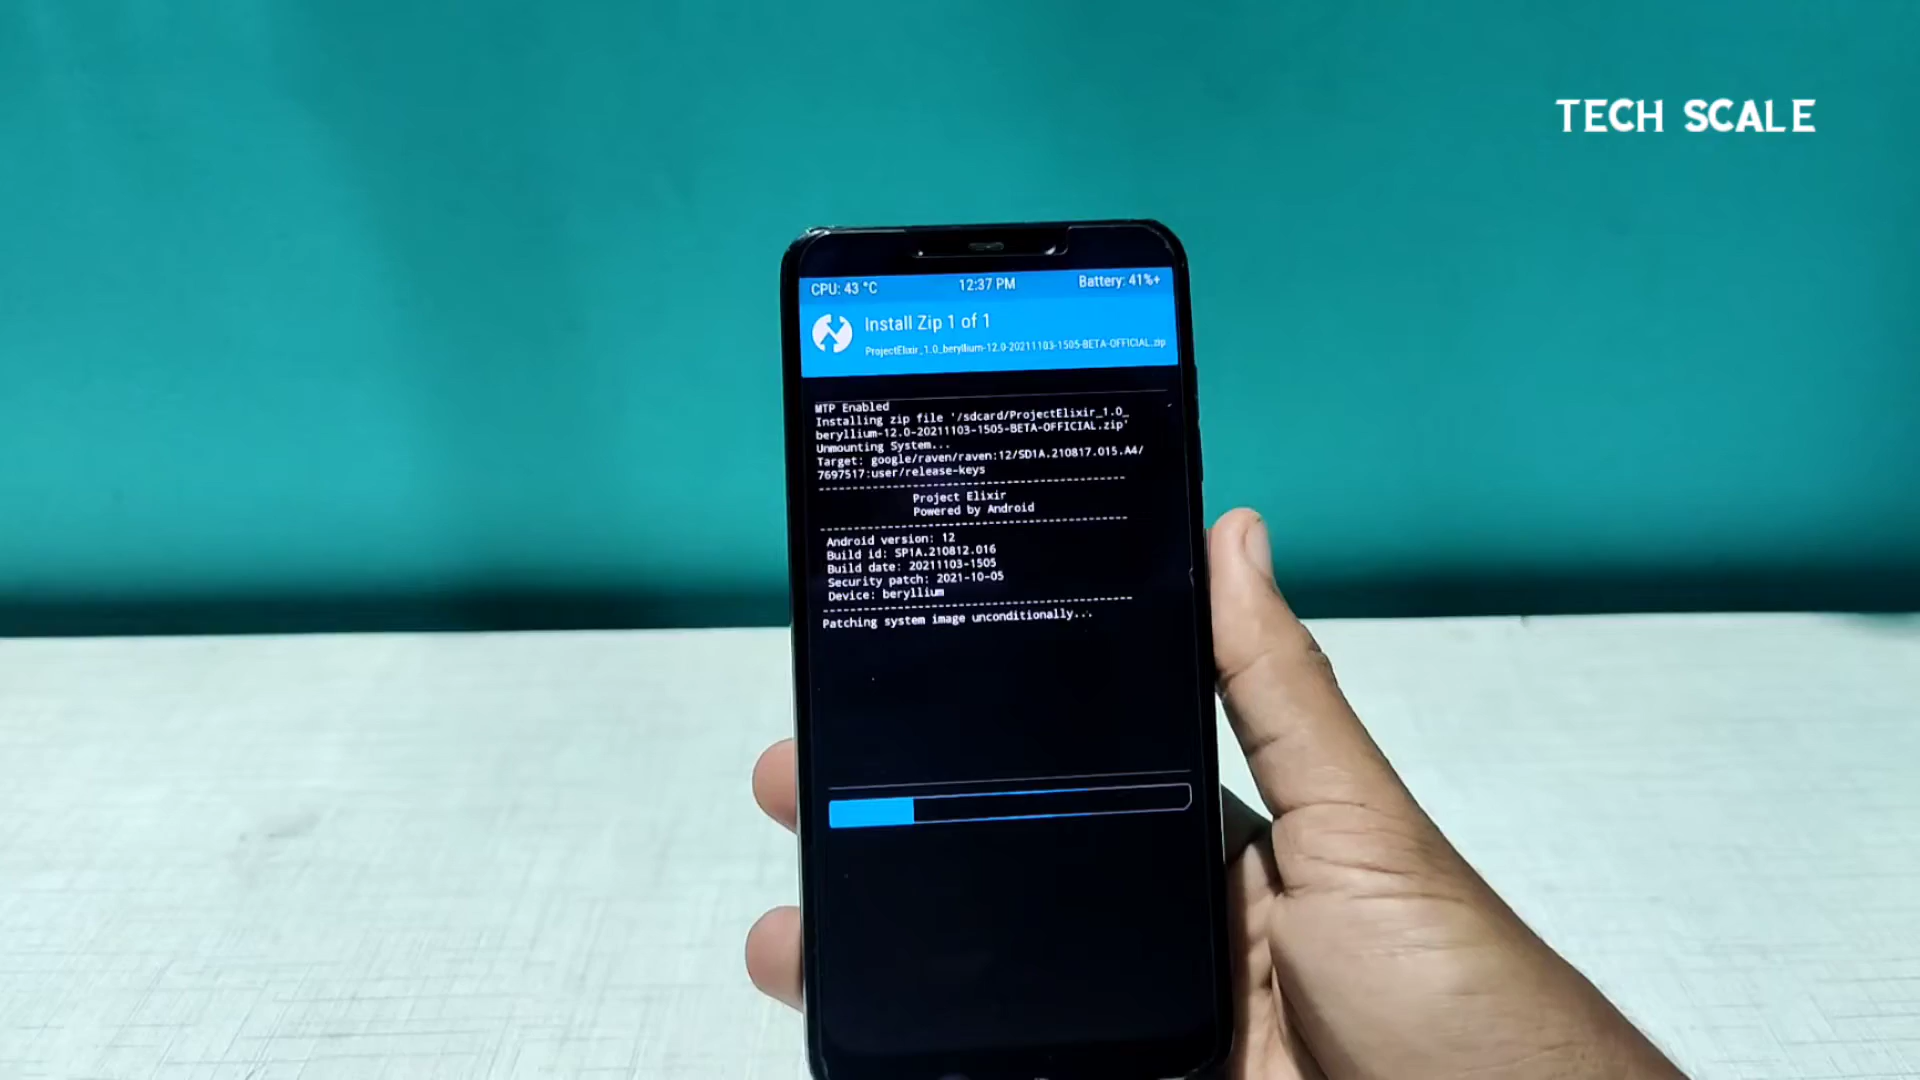 TECH SCALE
CPU: 43 °C 12:37 PM Battery: 41%+
Install Zip 1 of 1
ProjectElixir_1.0_beryllium-12.0-20211103-1505-BETA-OFFICIAL.zip
MTP Enabled
Installing zip file '/sdcard/ProjectElixir_1.0_
beryllium-12.0-20211103-1505-BETA-OFFICIAL.zip'
Unmounting System...
Target: google/raven/raven:12/SD1A.210817.015.A4/
7697517:user/release-keys
Project Elixir
Powered by Android
Android version: 12
Build id: SP1A.210812.016
Build date: 20211103-1505
Security patch: 2021-10-05
Device: beryllium
Patching system image unconditionally...